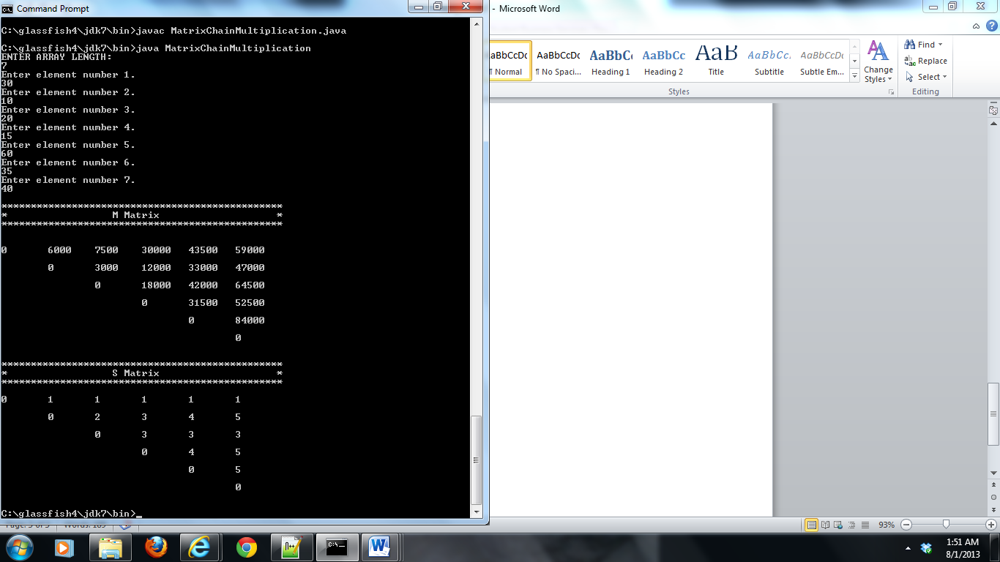 Command Prompt
C:\glassfish4\jdk7\bin>javac MatrixChainMultiplication.java
C:\glassfish4\jdk7\bin>java MatrixChainMultiplication
ENTER ARRAY LENGTH:
7
Enter element number 1.
30
Enter element number 2.
10
Enter element number 3.
20
Enter element number 4.
15
Enter element number 5.
60
Enter element number 6.
35
Enter element number 7.
40
************************************************
* M Matrix *
************************************************
0 6000 7500 30000 43500 59000
0 3000 12000 33000 47000
0 18000 42000 64500
0 31500 52500
0 84000
0
************************************************
* S Matrix *
************************************************
0 1 1 1 1 1
0 2 3 4 5
0 3 3 3
0 4 5
0 5
0
C:\glassfish4\jdk7\bin>_
- Microsoft Word
AaBbCcDc AaBbCcDc AaBbCc AaBbCc AaB AaBbCc. AaBbCcDc
¶ Normal ¶ No Spaci... Heading 1 Heading 2 Title Subtitle Subtle Em...
Change
Styles
Find
Replace
Select
Styles
Editing
93%
1:51 AM
8/1/2013